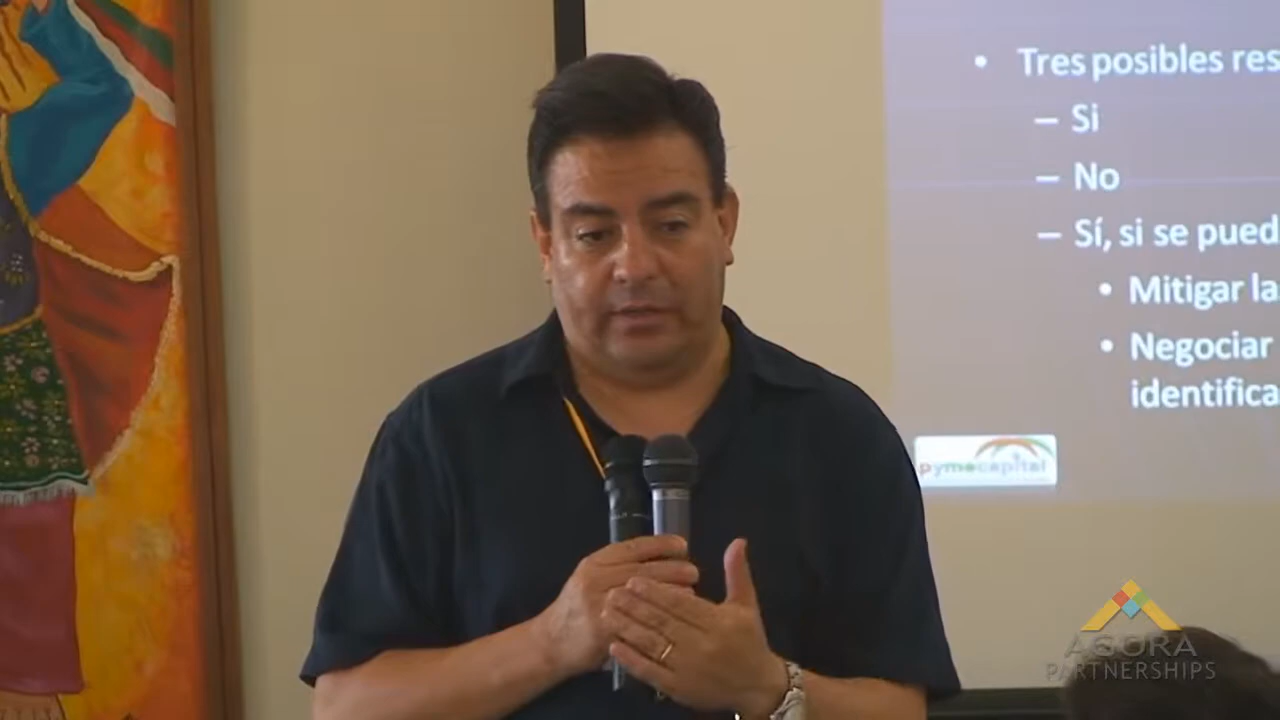 • Tres posibles res
– Si
– No
– Sí, si se pued
• Mitigar la
• Negociar
identifica
pymecapital
AGORA
PARTNERSHIPS